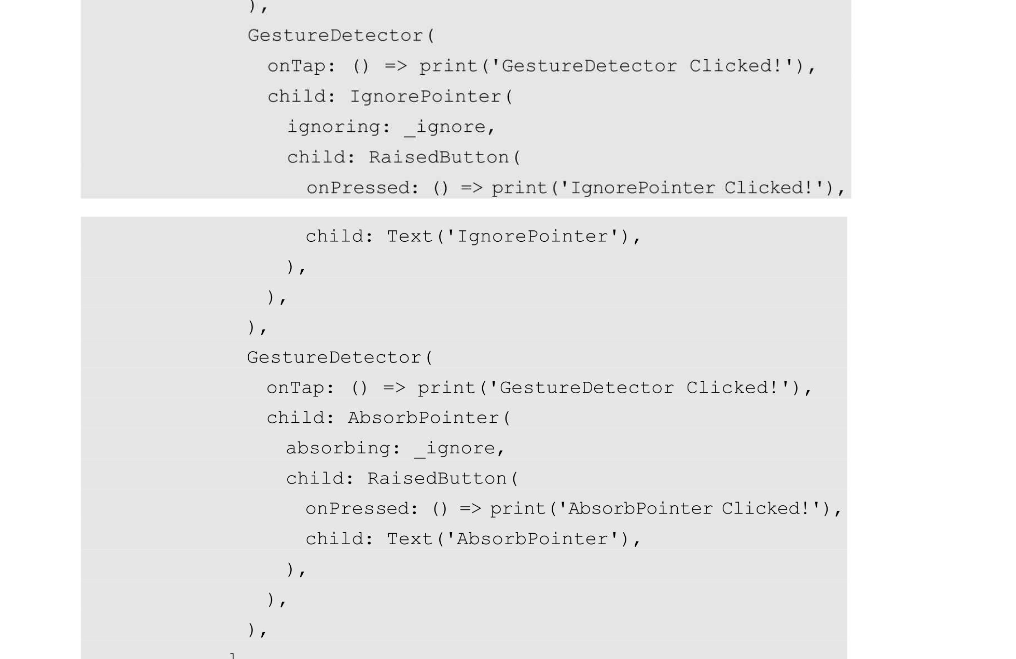 ),
GestureDetector(
onTap: () => print('GestureDetector Clicked!'),
child: IgnorePointer(
ignoring: _ignore,
child: RaisedButton(
onPressed: () => print('IgnorePointer Clicked!'),
child: Text('IgnorePointer'),
),
),
),
GestureDetector(
onTap: () => print('GestureDetector Clicked!'),
child: AbsorbPointer(
absorbing: _ignore,
child: RaisedButton(
onPressed: () => print('AbsorbPointer Clicked!'),
child: Text('AbsorbPointer'),
),
),
),